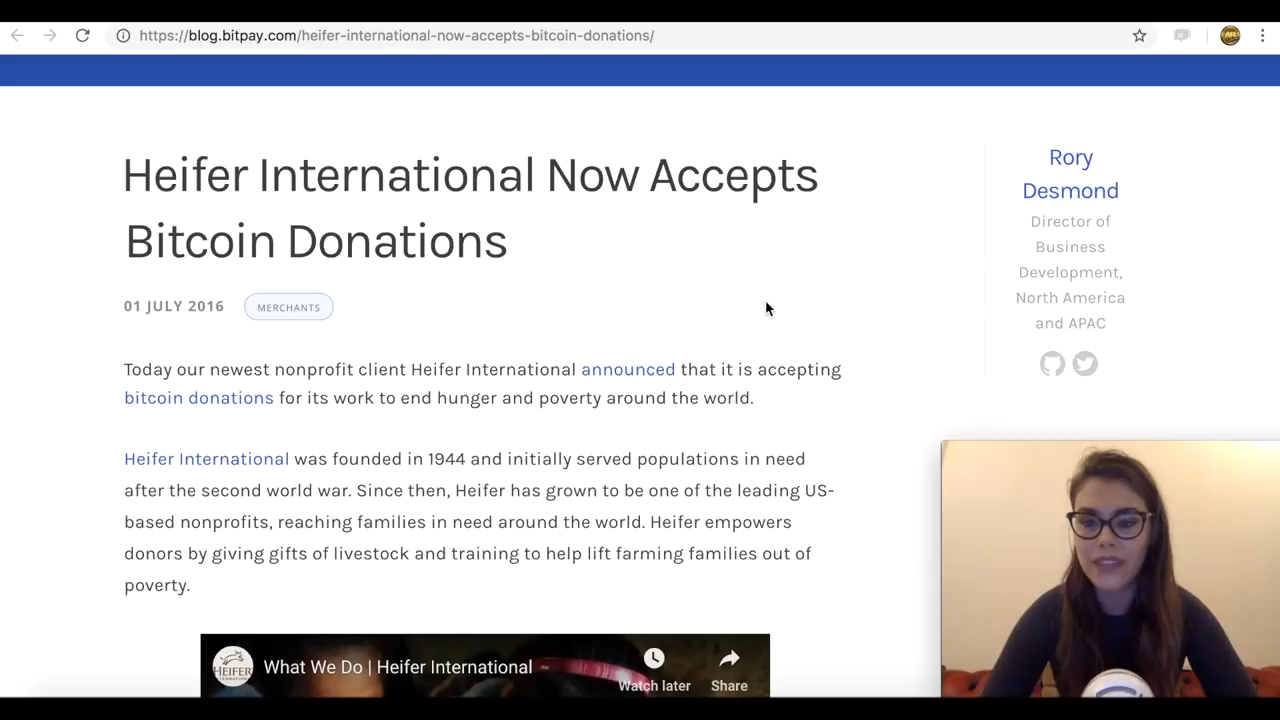 https://blog.bitpay.com/heifer-international-now-accepts-bitcoin-donations/
Heifer International Now Accepts
Bitcoin Donations
01 JULY 2016 MERCHANTS
Today our newest nonprofit client Heifer International announced that it is accepting
bitcoin donations for its work to end hunger and poverty around the world.
Heifer International was founded in 1944 and initially served populations in need
after the second world war. Since then, Heifer has grown to be one of the leading US-
based nonprofits, reaching families in need around the world. Heifer empowers
donors by giving gifts of livestock and training to help lift farming families out of
poverty.
HEIFER
What We Do | Heifer International
Watch later
Share
Rory
Desmond
Director of
Business
Development,
North America
and APAC